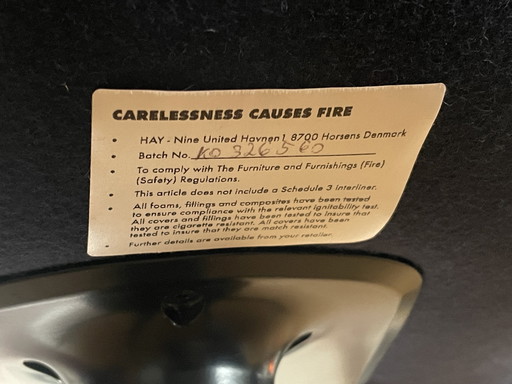 CARELESSNESS CAUSES FIRE
• HAY - Nine United Havnen 1 8700 Horsens Denmark
• Batch No. KO 326560
• To comply with The Furniture and Furnishings (Fire)
(Safety) Regulations.
• This article does not include a Schedule 3 interliner.
• All foams, fillings and composites have been tested
to ensure compliance with the relevant ignitability test.
All covers and fillings have been tested to insure that
they are cigarette resistant. All covers have been
tested to insure that they are match resistant.
• Further details are available from your retailer.